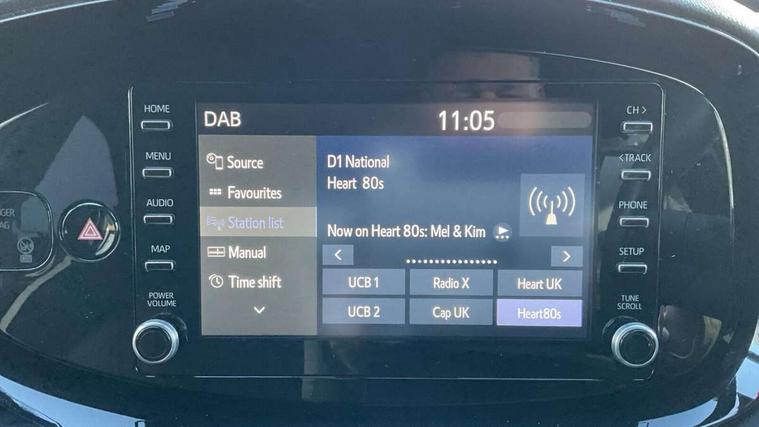 HOME
MENU
AUDIO
MAP
POWER
VOLUME
DAB
11:05
Source
Favourites
Station list
Manual
Time shift
D1 National
Heart 80s
Now on Heart 80s: Mel & Kim
<
>
UCB 1
Radio X
Heart UK
UCB 2
Cap UK
Heart80s
CH >
< TRACK
PHONE
SETUP
TUNE
SCROLL